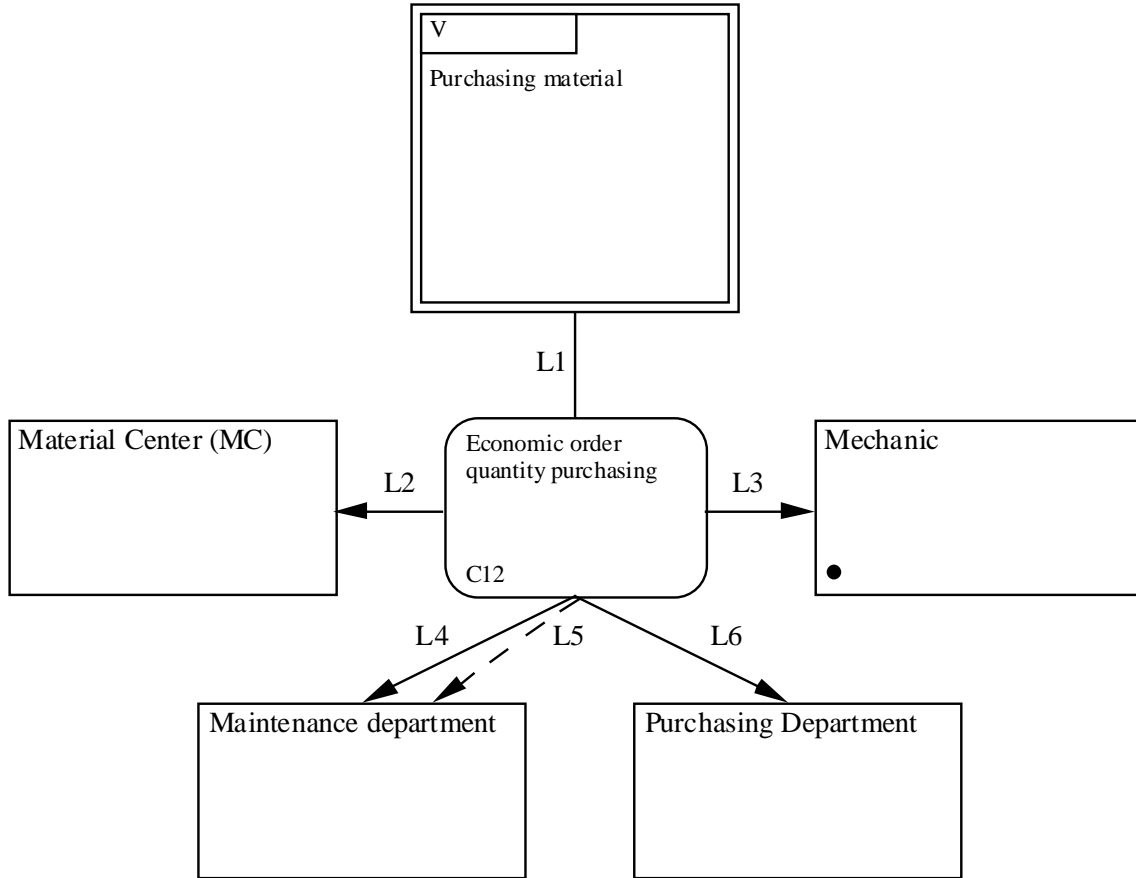 V
Purchasing material
L1
Material Center (MC)
Economic order
quantity purchasing
Mechanic
L2
L3
C12
L4
L5
L6
Maintenance department
Purchasing Department